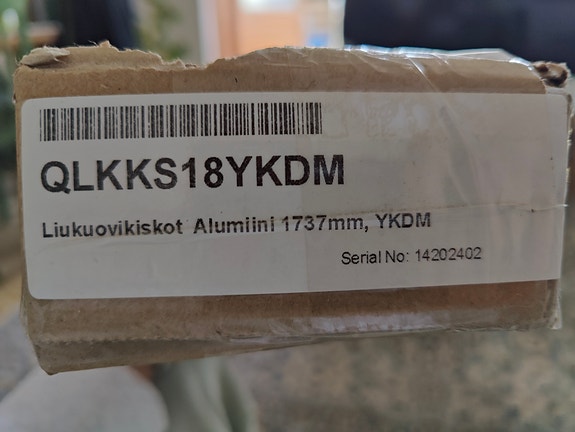 QLKKS18YKDM
Liukuovikiskot Alumiini 1737mm, YKDM
Serial No: 14202402